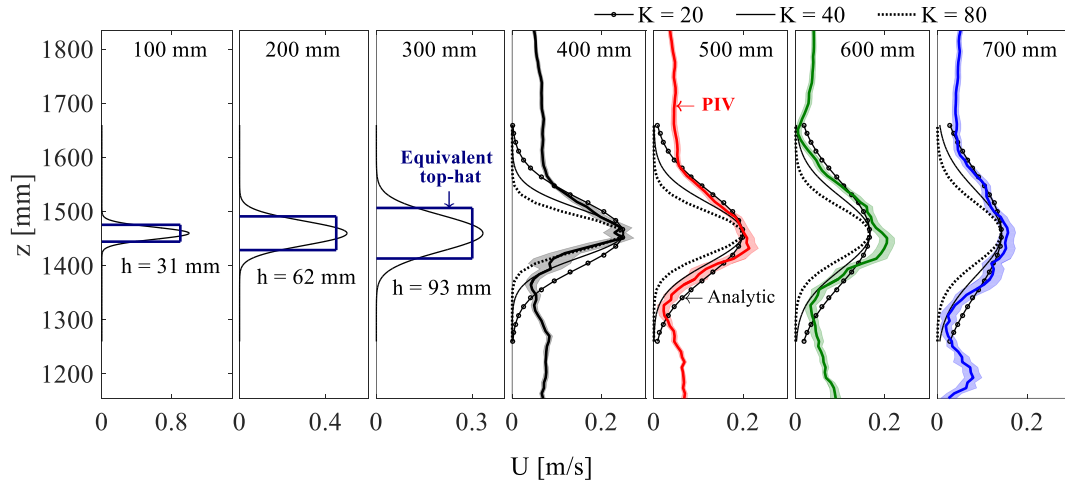 K = 20 K = 40 K = 80
100 mm 200 mm 300 mm 400 mm 500 mm 600 mm 700 mm
1800
1700
PIV
1600
Equivalent
top-hat
1500
1400
h = 31 mm h = 62 mm h = 93 mm
Analytic
1300
1200
z [mm]
0 0.8 0 0.4 0 0.3 0 0.2 0 0.2 0 0.2 0 0.2
U [m/s]